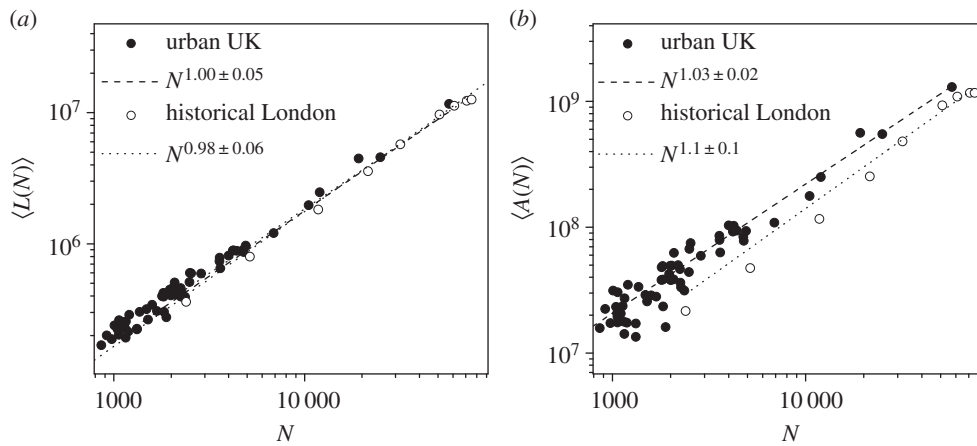 (a)
urban UK
N^1.00 ± 0.05
historical London
N^0.98 ± 0.06
10^7
10^6
⟨L(N)⟩
1000
10 000
N
(b)
urban UK
N^1.03 ± 0.02
historical London
N^1.1 ± 0.1
10^9
10^8
10^7
⟨A(N)⟩
1000
10 000
N